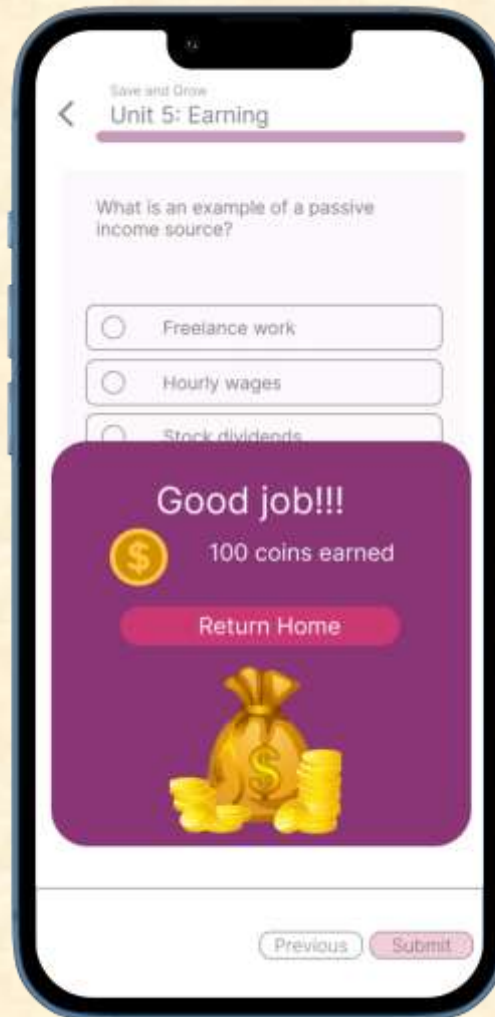 Save and Grow
Unit 5: Earning
What is an example of a passive
income source?
Freelance work
Hourly wages
Stock dividends
Good job!!!
$
100 coins earned
Return Home
$
Previous
Submit